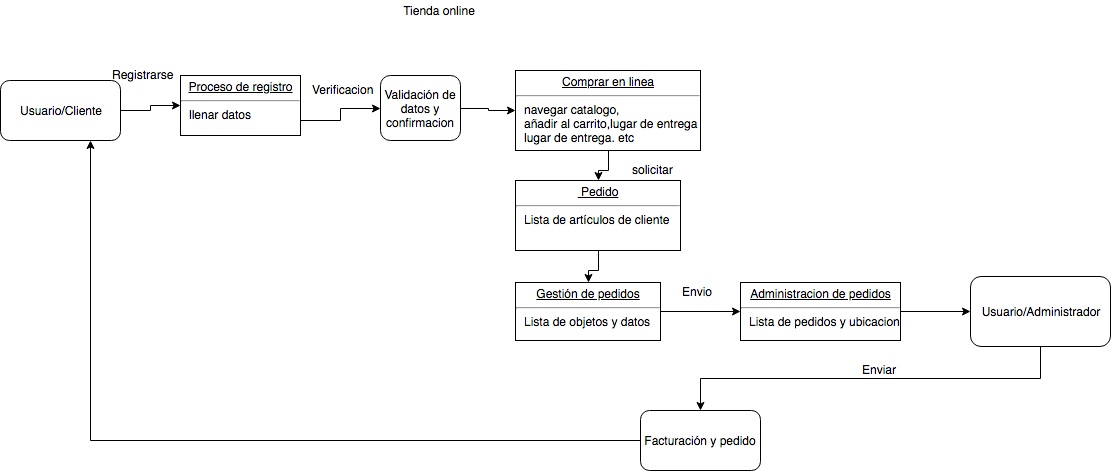 Tienda online
Registrarse
Usuario/Cliente
Proceso de registro
llenar datos
Verificacion
Validación de
datos y
confirmacion
Comprar en linea
navegar catalogo,
añadir al carrito,lugar de entrega
lugar de entrega. etc
solicitar
Pedido
Lista de artículos de cliente
Gestión de pedidos
Lista de objetos y datos
Envio
Administracion de pedidos
Lista de pedidos y ubicacion
Usuario/Administrador
Enviar
Facturación y pedido